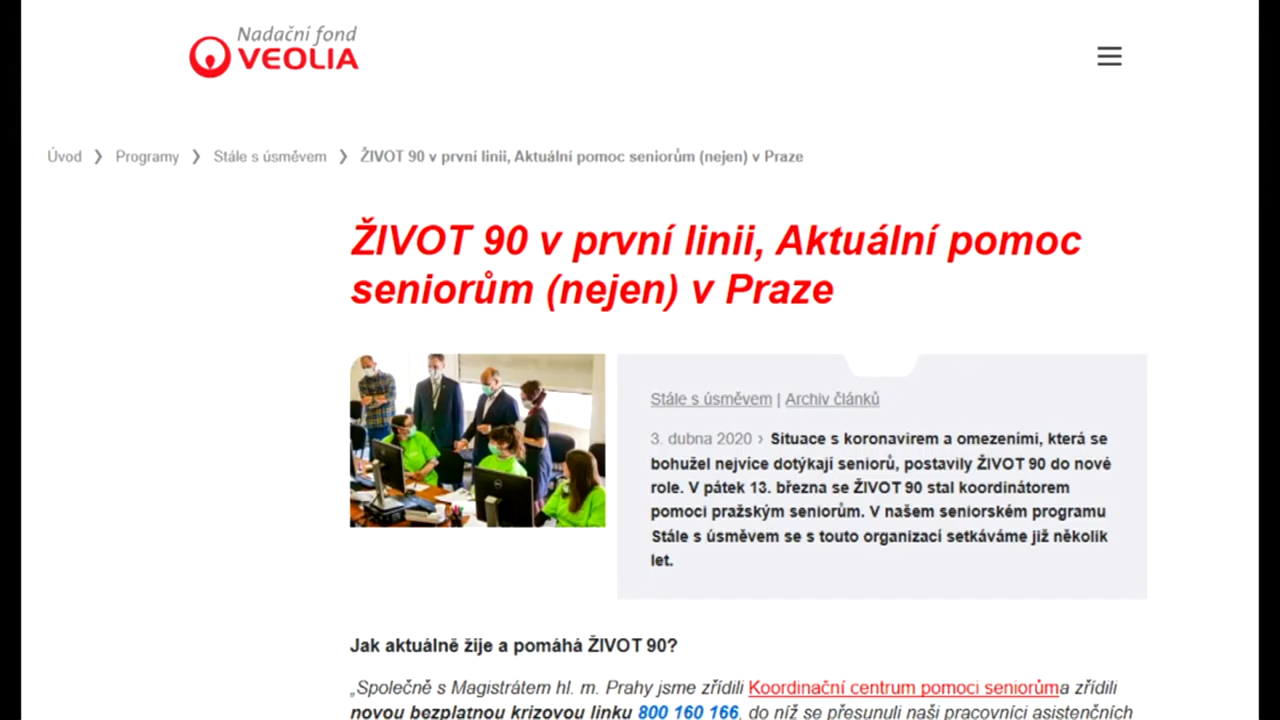 Nadační fond
VEOLIA
Úvod ❯ Programy ❯ Stále s úsměvem ❯ ŽIVOT 90 v první linii, Aktuální pomoc seniorům (nejen) v Praze
ŽIVOT 90 v první linii, Aktuální pomoc
seniorům (nejen) v Praze
Stále s úsměvem | Archiv článků
3. dubna 2020 › Situace s koronavirem a omezeními, která se
bohužel nejvíce dotýkají seniorů, postavily ŽIVOT 90 do nové
role. V pátek 13. března se ŽIVOT 90 stal koordinátorem
pomoci pražským seniorům. V našem seniorském programu
Stále s úsměvem se s touto organizací setkáváme již několik
let.
Jak aktuálně žije a pomáhá ŽIVOT 90?
„Společně s Magistrátem hl. m. Prahy jsme zřídili Koordinační centrum pomoci seniorůma zřídili
novou bezplatnou krizovou linku 800 160 166, do níž se přesunuli naši pracovníci asistenčních